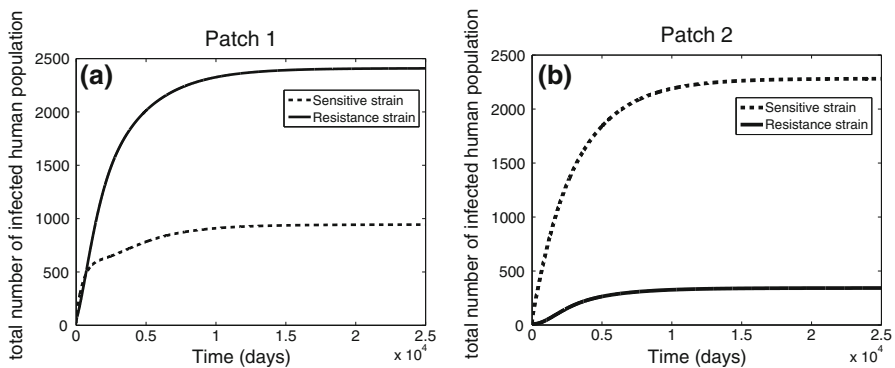 Patch 1
(a)
total number of infected human population
2500
2000
1500
1000
500
0
Sensitive strain
Resistance strain
0
0.5
1
1.5
2
2.5
x 10^4
Time (days)
Patch 2
(b)
total number of infected human population
2500
2000
1500
1000
500
0
Sensitive strain
Resistance strain
0
0.5
1
1.5
2
2.5
x 10^4
Time (days)